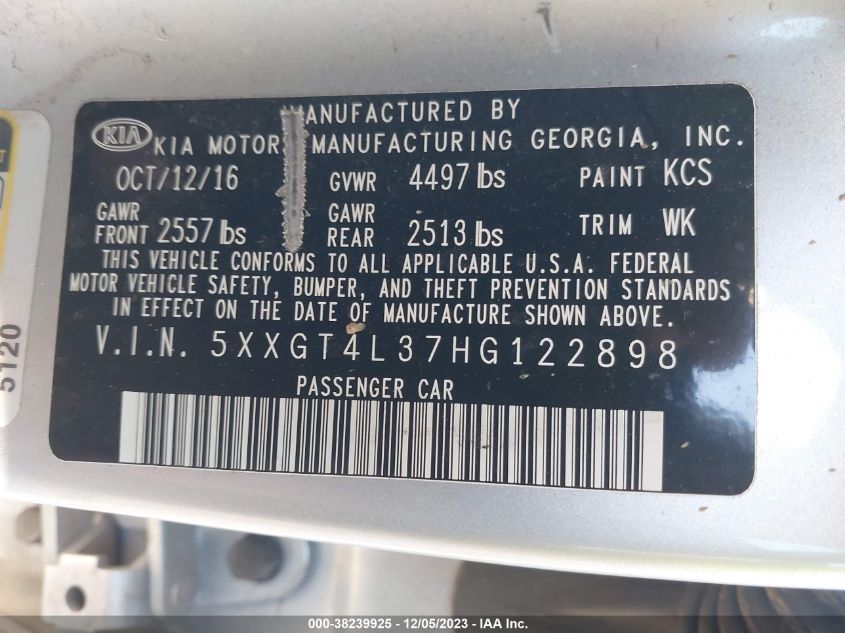 MANUFACTURED BY
KIA KIA MOTOR MANUFACTURING GEORGIA, INC.
OCT/12/16 GVWR 4497 lbs PAINT KCS
GAWR FRONT 2557 lbs GAWR REAR 2513 lbs TRIM WK
THIS VEHICLE CONFORMS TO ALL APPLICABLE U.S.A. FEDERAL
MOTOR VEHICLE SAFETY, BUMPER, AND THEFT PREVENTION STANDARDS
IN EFFECT ON THE DATE OF MANUFACTURE SHOWN ABOVE.
V.I.N. 5XXGT4L37HG122898
PASSENGER CAR
5120
000-38239925 - 12/05/2023 - IAA Inc.